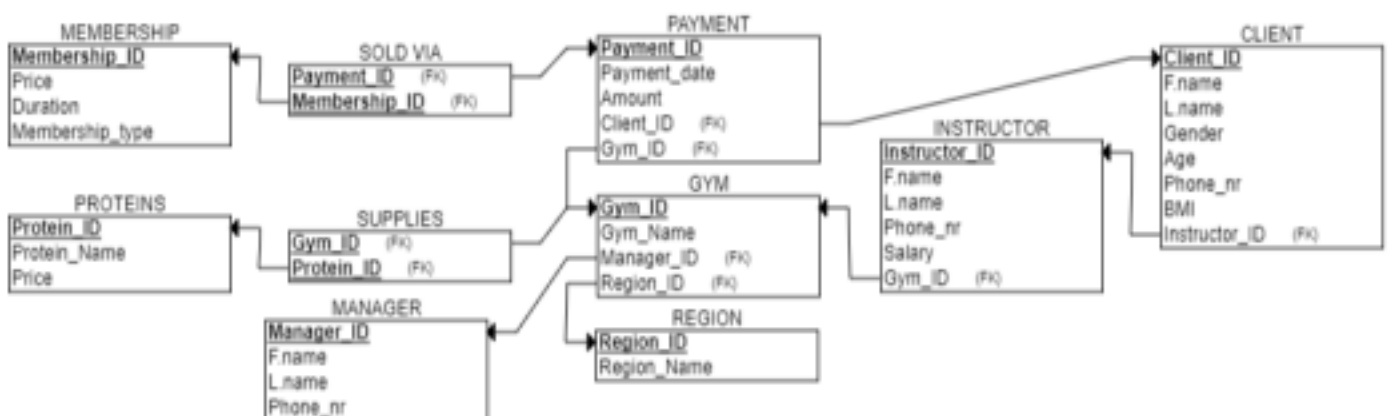 MEMBERSHIP
Membership_ID
Price
Duration
Membership_type
SOLD VIA
Payment_ID (FK)
Membership_ID (FK)
PAYMENT
Payment_ID
Payment_date
Amount
Client_ID (FK)
Gym_ID (FK)
CLIENT
Client_ID
F.name
L.name
Gender
Age
Phone_nr
BMI
Instructor_ID (FK)
INSTRUCTOR
Instructor_ID
F.name
L.name
Phone_nr
Salary
Gym_ID (FK)
PROTEINS
Protein_ID
Protein_Name
Price
SUPPLIES
Gym_ID (FK)
Protein_ID (FK)
GYM
Gym_ID
Gym_Name
Manager_ID (FK)
Region_ID (FK)
MANAGER
Manager_ID
F.name
L.name
Phone_nr
REGION
Region_ID
Region_Name